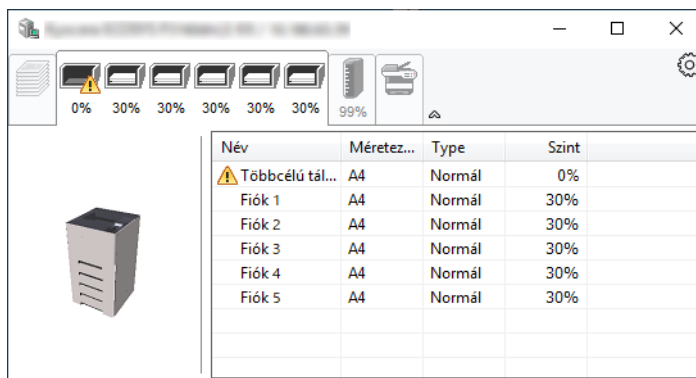 0% 30% 30% 30% 30% 30% 99%
Név Méretez... Type Szint
Többcélú tál... A4 Normál 0%
Fiók 1 A4 Normál 30%
Fiók 2 A4 Normál 30%
Fiók 3 A4 Normál 30%
Fiók 4 A4 Normál 30%
Fiók 5 A4 Normál 30%